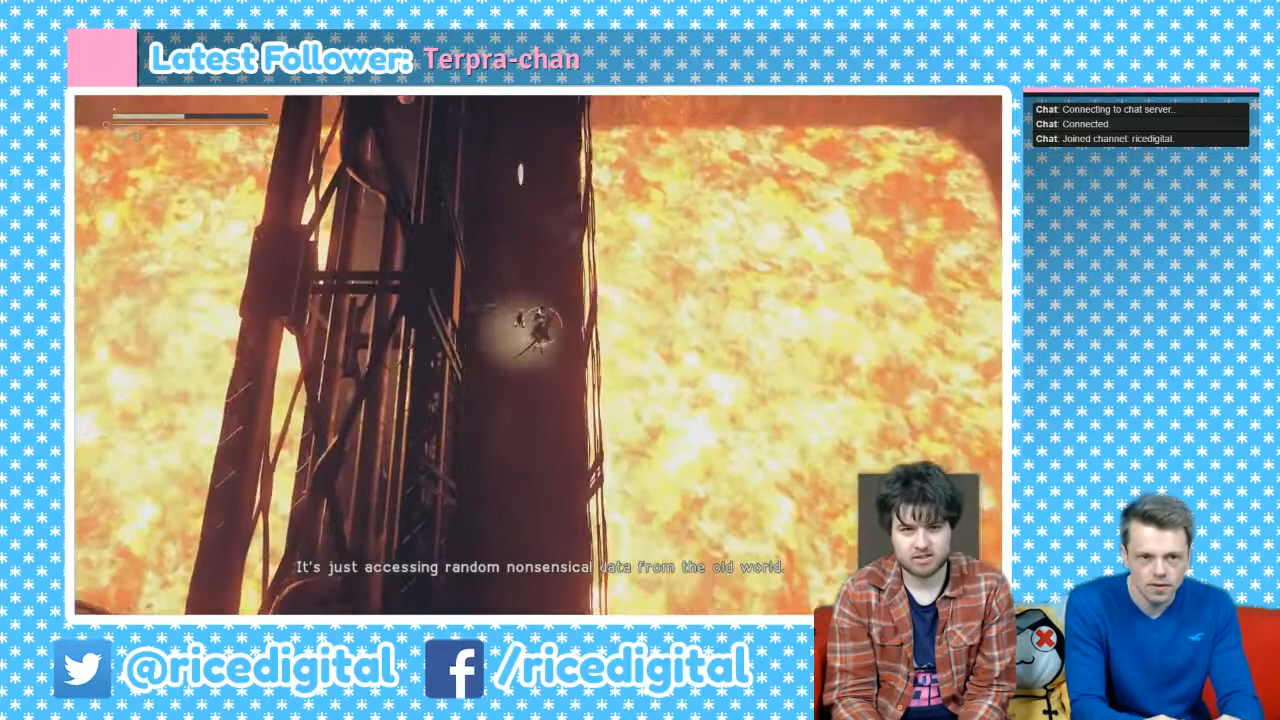 Latest Follower: Terpra-chan
Chat: Connecting to chat server..
Chat: Connected.
Chat: Joined channel: ricedigital.
It's just accessing random nonsensical data from the old world.
@ricedigital
/ricedigital